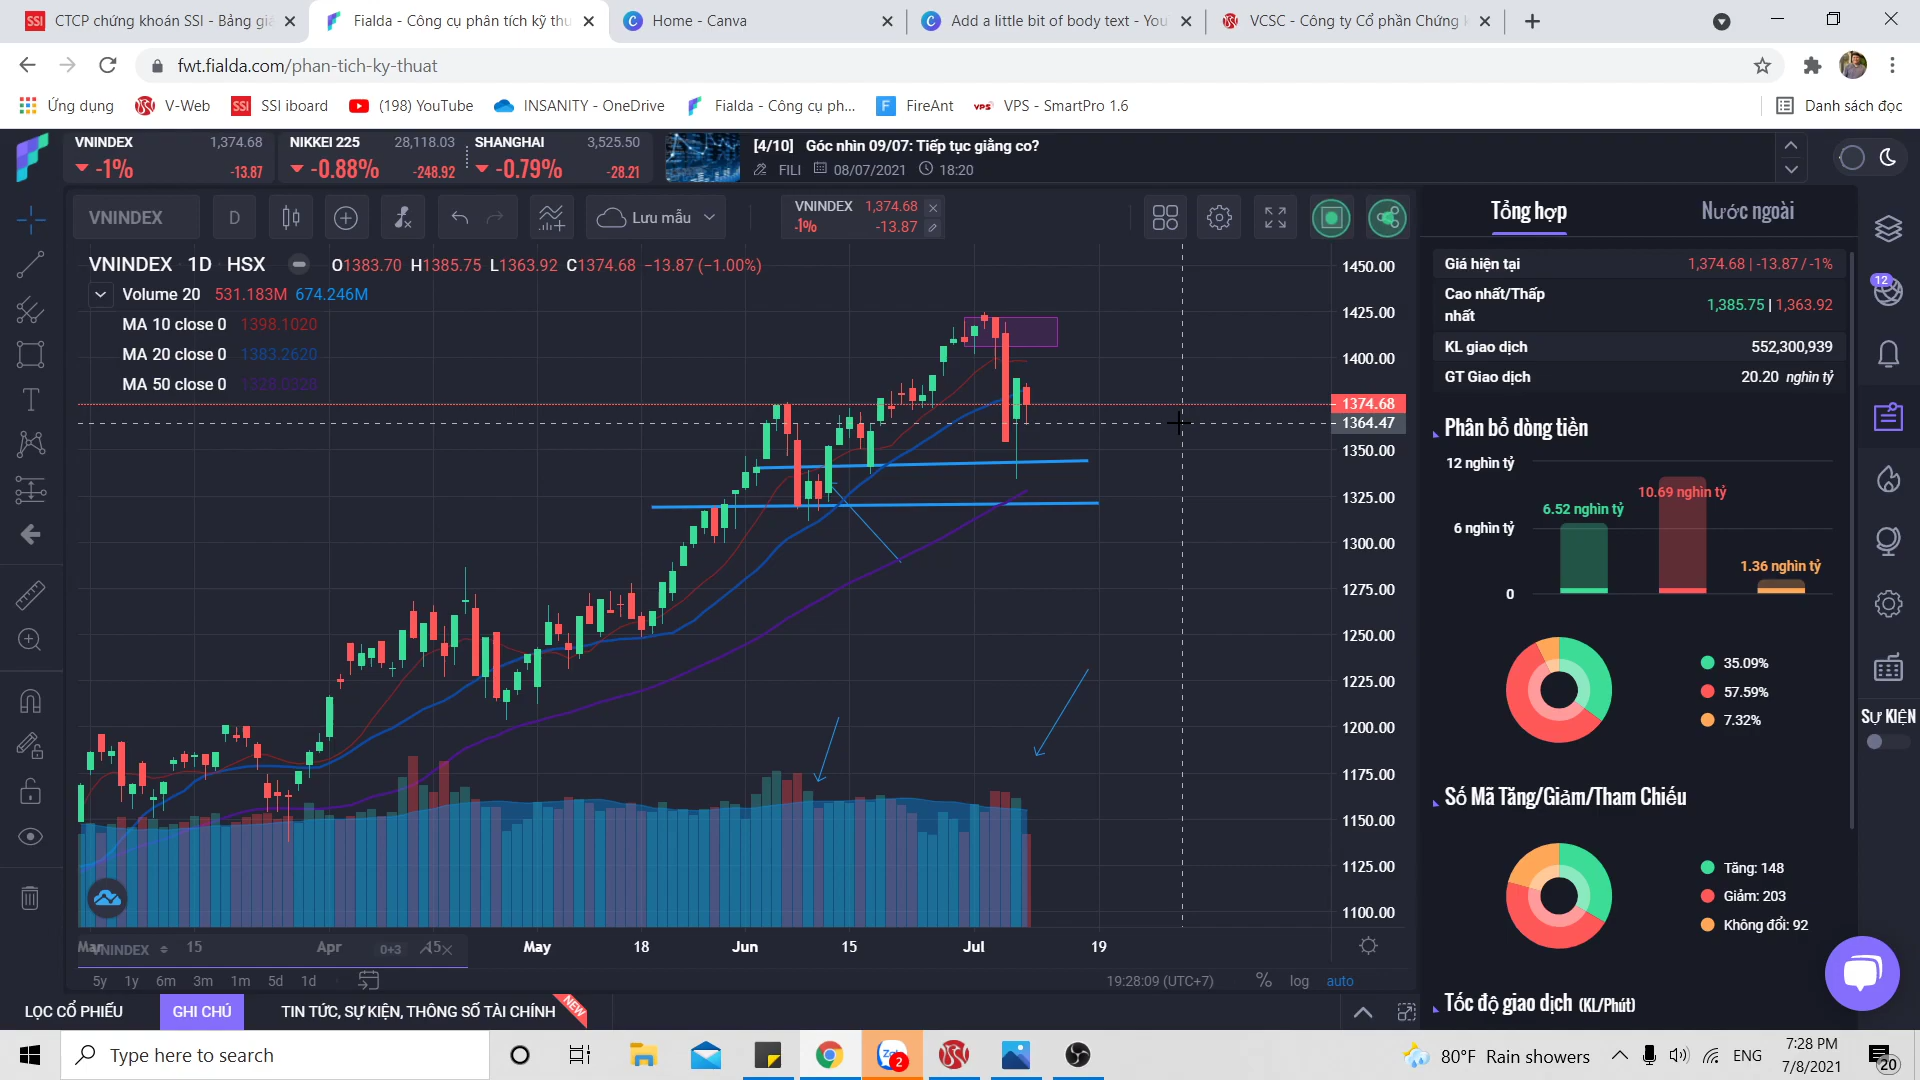 CTCP chứng khoán SSI - Bảng giá
Fialda - Công cụ phân tích kỹ thu
Home - Canva
Add a little bit of body text - You
VCSC - Công ty Cổ phần Chứng k
fwt.fialda.com/phan-tich-ky-thuat
Ứng dụng
V-Web
SSI iboard
(198) YouTube
INSANITY - OneDrive
Fialda - Công cụ ph...
FireAnt
VPS - SmartPro 1.6
Danh sách đọc
VNINDEX 1,374.68
-1% -13.87
NIKKEI 225 28,118.03
-0.88% -248.92
SHANGHAI 3,525.50
-0.79% -28.21
[4/10] Góc nhìn 09/07: Tiếp tục giằng co?
FILI 08/07/2021 18:20
VNINDEX
D
Lưu mẫu
VNINDEX 1,374.68
-1% -13.87
VNINDEX 1D HSX O1383.70 H1385.75 L1363.92 C1374.68 −13.87 (−1.00%)
Volume 20 531.183M 674.246M
MA 10 close 0 1398.1020
MA 20 close 0 1383.2620
MA 50 close 0 1328.0928
1450.00
1425.00
1400.00
1374.68
1364.47
1350.00
1325.00
1300.00
1275.00
1250.00
1225.00
1200.00
1175.00
1150.00
1125.00
1100.00
Mar 15 Apr 15 May 18 Jun 15 Jul 19
VNINDEX 0+3
5y 1y 6m 3m 1m 5d 1d
19:28:09 (UTC+7) % log auto
LỌC CỔ PHIẾU
GHI CHÚ
TIN TỨC, SỰ KIỆN, THÔNG SỐ TÀI CHÍNH
NEW
Tổng hợp
Nước ngoài
Giá hiện tại 1,374.68 | -13.87 / -1%
Cao nhất/Thấp nhất 1,385.75 | 1,363.92
KL giao dịch 552,300,939
GT Giao dịch 20.20 nghìn tỷ
Phân bổ dòng tiền
12 nghìn tỷ
6 nghìn tỷ
0
6.52 nghìn tỷ
10.69 nghìn tỷ
1.36 nghìn tỷ
35.09%
57.59%
7.32%
Số Mã Tăng/Giảm/Tham Chiếu
Tăng: 148
Giảm: 203
Không đổi: 92
Tốc độ giao dịch (KL/Phút)
12
SỰ KIỆN
Type here to search
2
80°F Rain showers
ENG
7:28 PM
7/8/2021
20